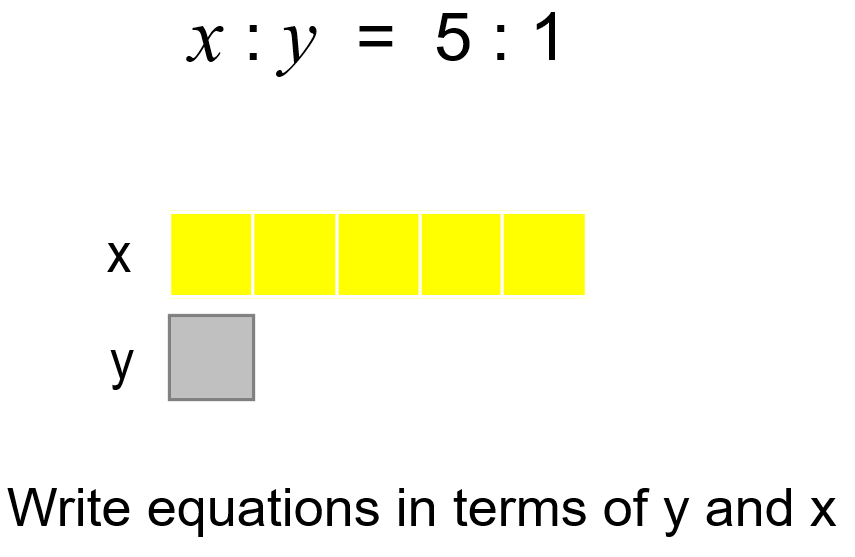 x : y = 5 : 1
x
y
Write equations in terms of y and x